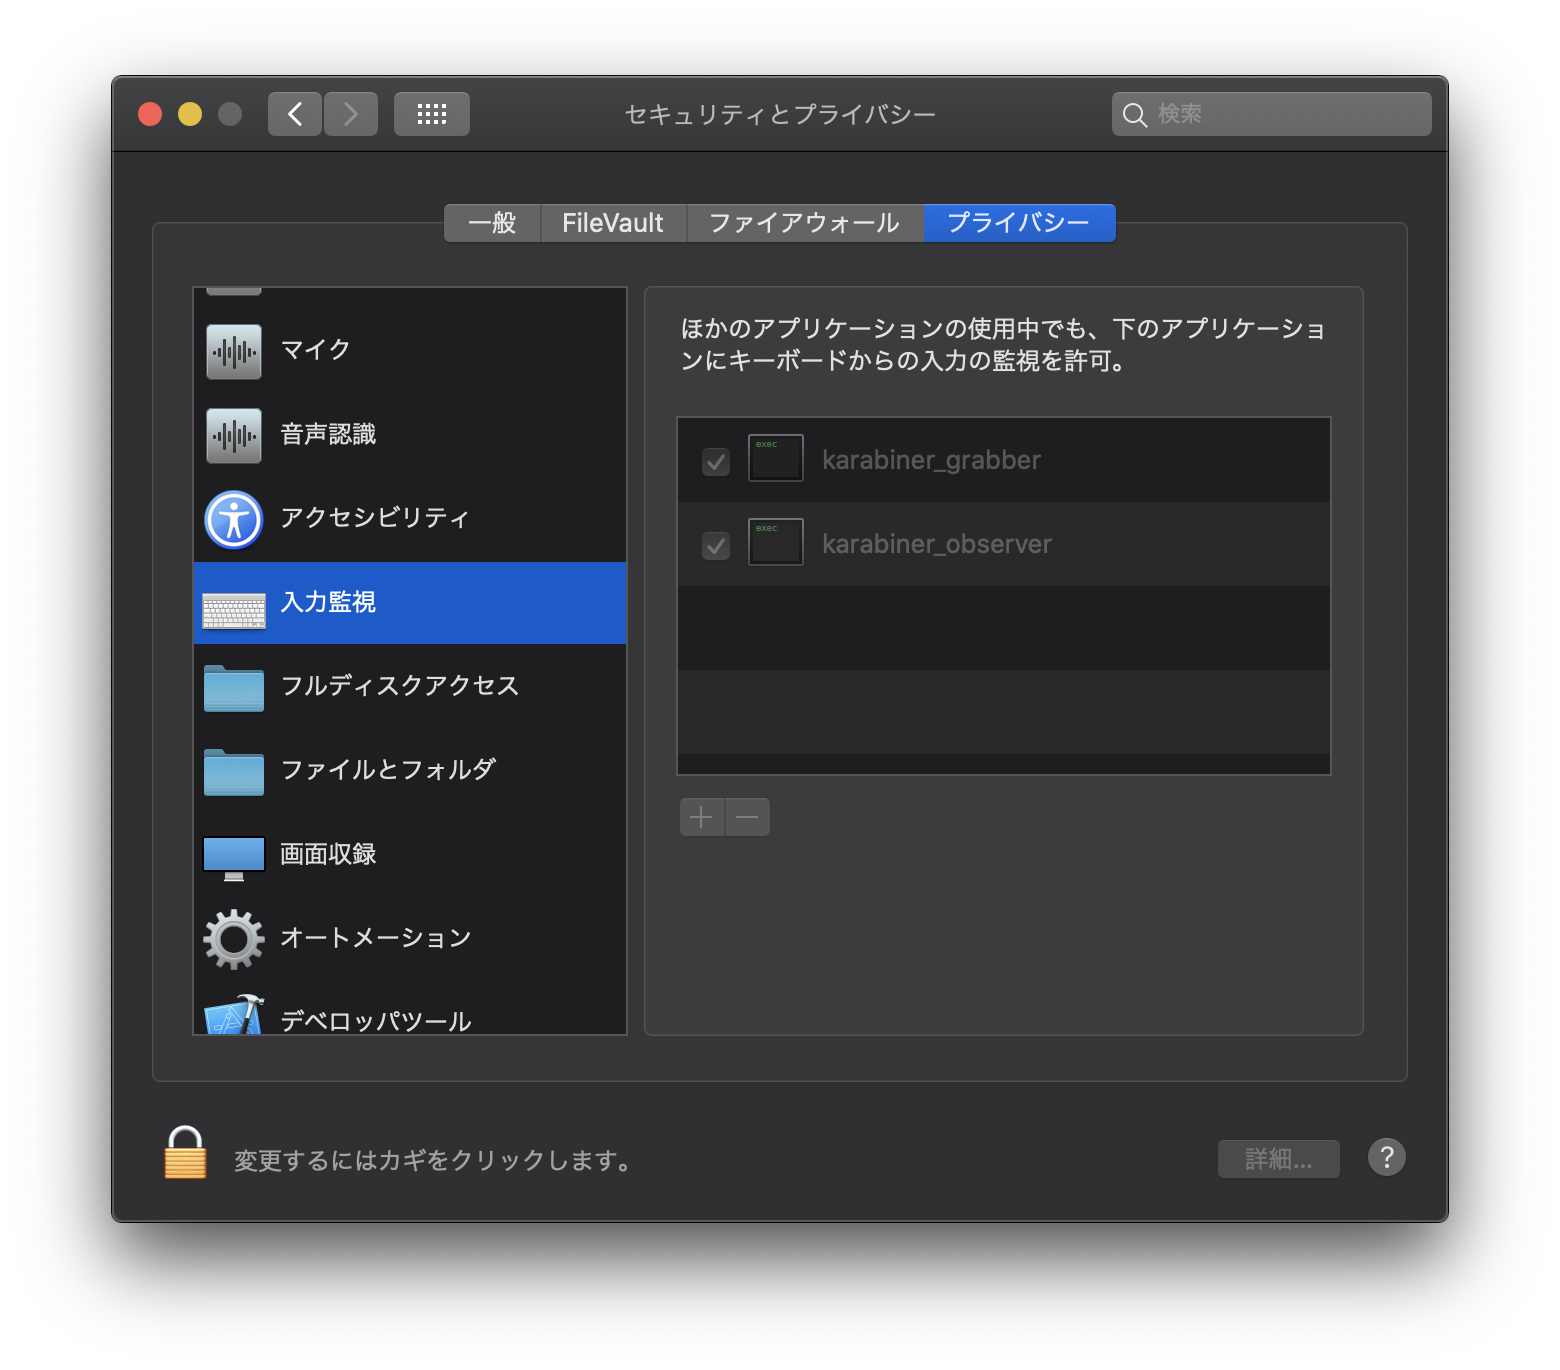 セキュリティとプライバシー
検索
一般
FileVault
ファイアウォール
プライバシー
マイク
音声認識
アクセシビリティ
入力監視
フルディスクアクセス
ファイルとフォルダ
画面収録
オートメーション
デベロッパツール
ほかのアプリケーションの使用中でも、下のアプリケーショ
ンにキーボードからの入力の監視を許可。
exec
karabiner_grabber
exec
karabiner_observer
変更するにはカギをクリックします。
詳細...
?